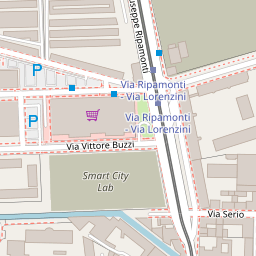 Giuseppe Ripamonti
P
Via Ripamonti
- Via Lorenzini
P
Via Ripamonti
- Via Lorenzini
Via Vittore Buzzi
Smart City
Lab
Via Serio